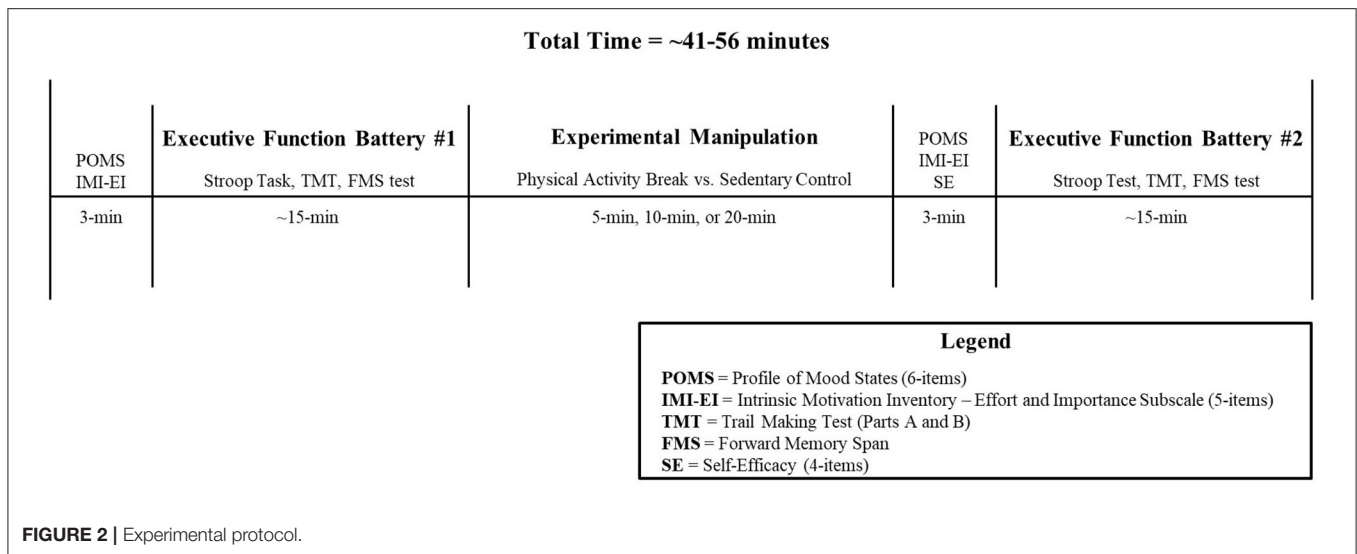 Total Time = ~41-56 minutes
POMS
IMI-EI
3-min
Executive Function Battery #1
Stroop Task, TMT, FMS test
~15-min
Experimental Manipulation
Physical Activity Break vs. Sedentary Control
5-min, 10-min, or 20-min
POMS
IMI-EI
SE
3-min
Executive Function Battery #2
Stroop Test, TMT, FMS test
~15-min
Legend
POMS = Profile of Mood States (6-items)
IMI-EI = Intrinsic Motivation Inventory – Effort and Importance Subscale (5-items)
TMT = Trail Making Test (Parts A and B)
FMS = Forward Memory Span
SE = Self-Efficacy (4-items)
FIGURE 2 | Experimental protocol.